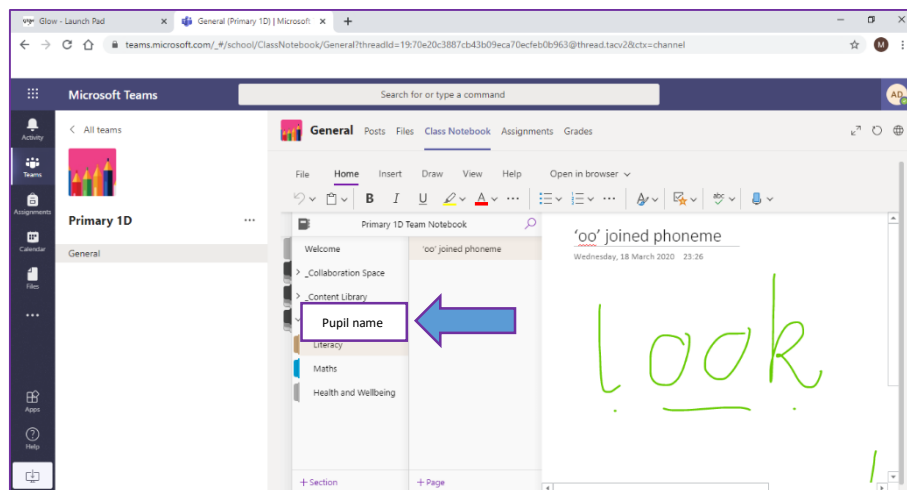 Glow - Launch Pad
General (Primary 1D) | Microsoft
teams.microsoft.com/_#/school/ClassNotebook/General?threadId=19:70e20c3887cb43b09eca70ecfeb0b963@thread.tacv2&ctx=channel
M
Microsoft Teams
Search for or type a command
AD
Activity
Teams
Assignments
Calendar
Files
Apps
Help
All teams
Primary 1D
General
General Posts Files Class Notebook Assignments Grades
File Home Insert Draw View Help Open in browser
B I U A abc
Primary 1D Team Notebook
Welcome
_Collaboration Space
_Content Library
Pupil name
Literacy
Maths
Health and Wellbeing
+ Section
'oo' joined phoneme
+ Page
'oo' joined phoneme
Wednesday, 18 March 2020 23:26
look